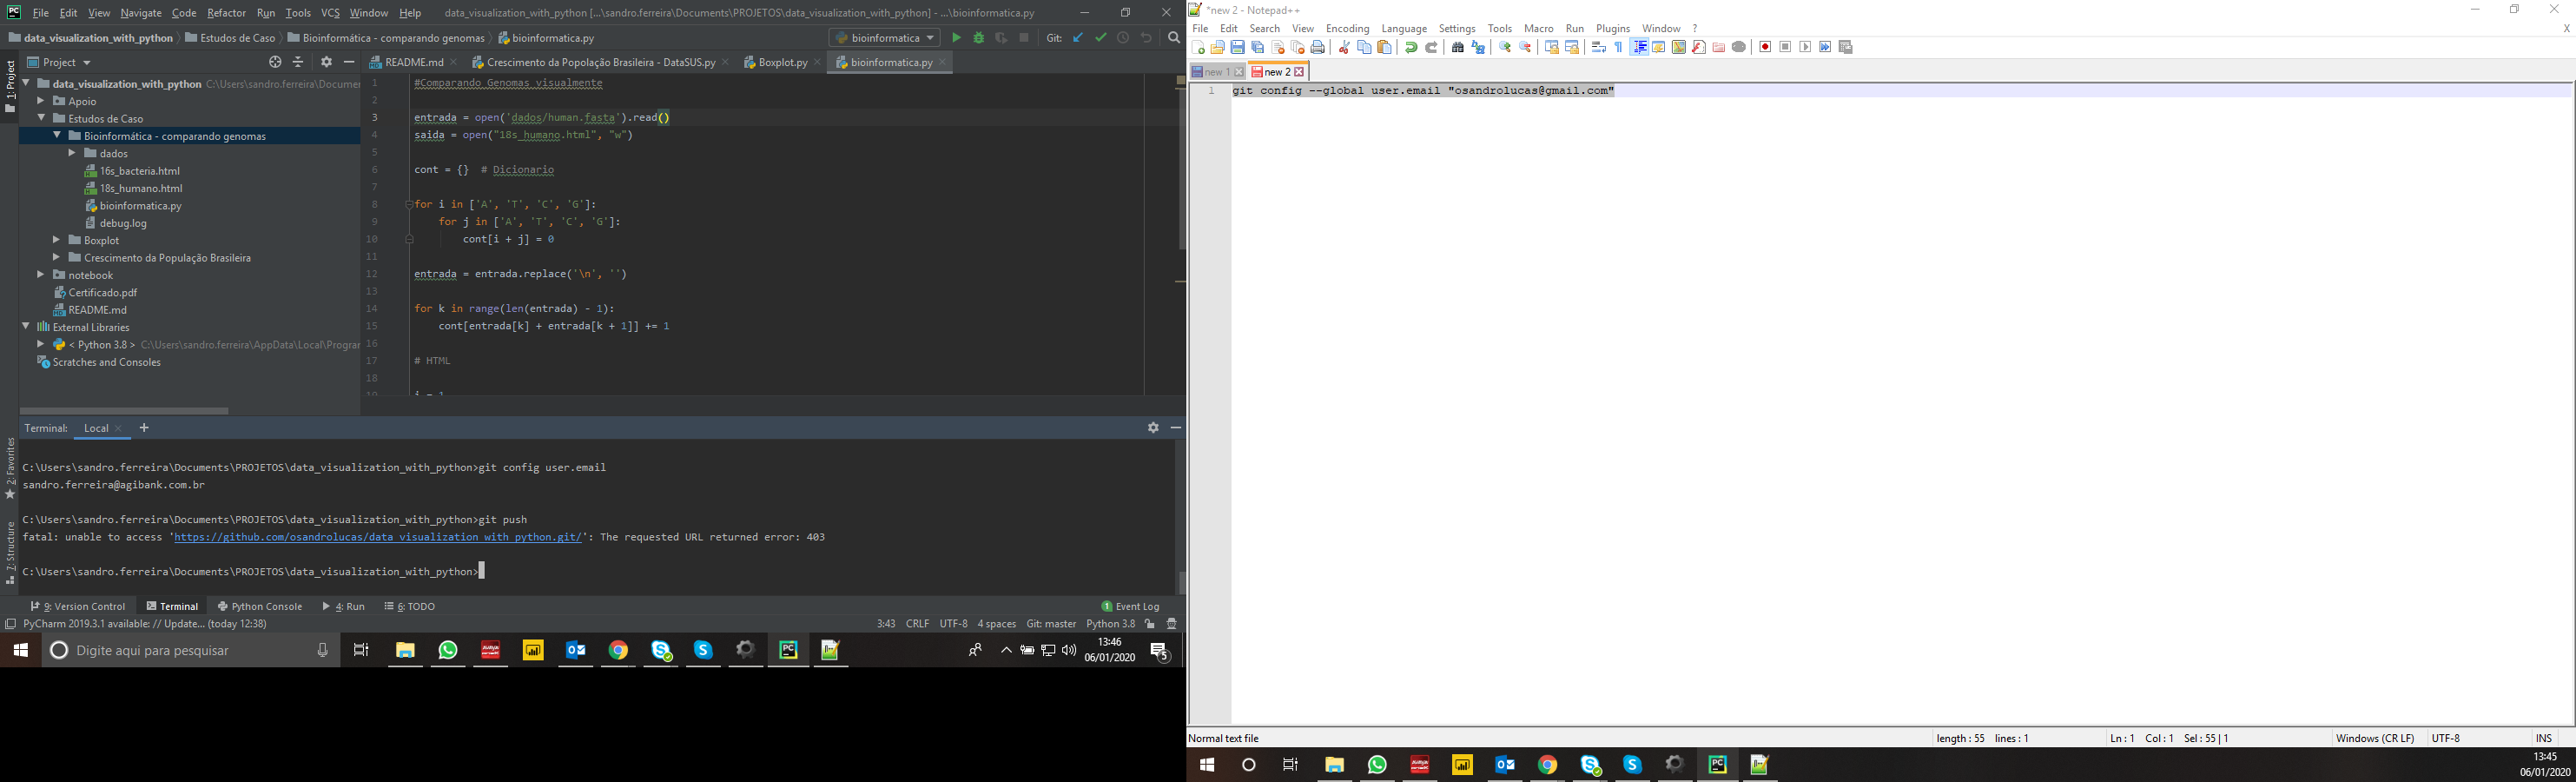 File Edit View Navigate Code Refactor Run Tools VCS Window Help data_visualization_with_python [...\sandro.ferreira\Documents\PROJETOS\data_visualization_with_python] - ...\bioinformatica.py
data_visualization_with_python Estudos de Caso Bioinformática - comparando genomas bioinformatica.py bioinformatica Git:
Project
README.md Crescimento da População Brasileira - DataSUS.py Boxplot.py bioinformatica.py
1: Project
data_visualization_with_python C:\Users\sandro.ferreira\Documer
Apoio
Estudos de Caso
Bioinformática - comparando genomas
dados
16s_bacteria.html
18s_humano.html
bioinformatica.py
debug.log
Boxplot
Crescimento da População Brasileira
notebook
Certificado.pdf
README.md
External Libraries
< Python 3.8 > C:\Users\sandro.ferreira\AppData\Local\Prograr
Scratches and Consoles
1 #Comparando Genomas visualmente
2
3 entrada = open('dados/human.fasta').read()
4 saida = open("18s_humano.html", "w")
5
6 cont = {} # Dicionario
7
8 for i in ['A', 'T', 'C', 'G']:
9 for j in ['A', 'T', 'C', 'G']:
10 cont[i + j] = 0
11
12 entrada = entrada.replace('\n', '')
13
14 for k in range(len(entrada) - 1):
15 cont[entrada[k] + entrada[k + 1]] += 1
16
17 # HTML
18
19 i = 1
Terminal: Local +
C:\Users\sandro.ferreira\Documents\PROJETOS\data_visualization_with_python>git config user.email
sandro.ferreira@agibank.com.br
C:\Users\sandro.ferreira\Documents\PROJETOS\data_visualization_with_python>git push
fatal: unable to access 'https://github.com/osandrolucas/data_visualization_with_python.git/': The requested URL returned error: 403
C:\Users\sandro.ferreira\Documents\PROJETOS\data_visualization_with_python>
2: Favorites
7: Structure
9: Version Control Terminal Python Console 4: Run 6: TODO 1 Event Log
PyCharm 2019.3.1 available: // Update... (today 12:38) 3:43 CRLF UTF-8 4 spaces Git: master Python 3.8
Digite aqui para pesquisar
13:46
06/01/2020
5
*new 2 - Notepad++
File Edit Search View Encoding Language Settings Tools Macro Run Plugins Window ? X
new 1 new 2
1 git config --global user.email "osandrolucas@gmail.com"
Normal text file length : 55 lines : 1 Ln : 1 Col : 1 Sel : 55 | 1 Windows (CR LF) UTF-8 INS
13:45
06/01/2020